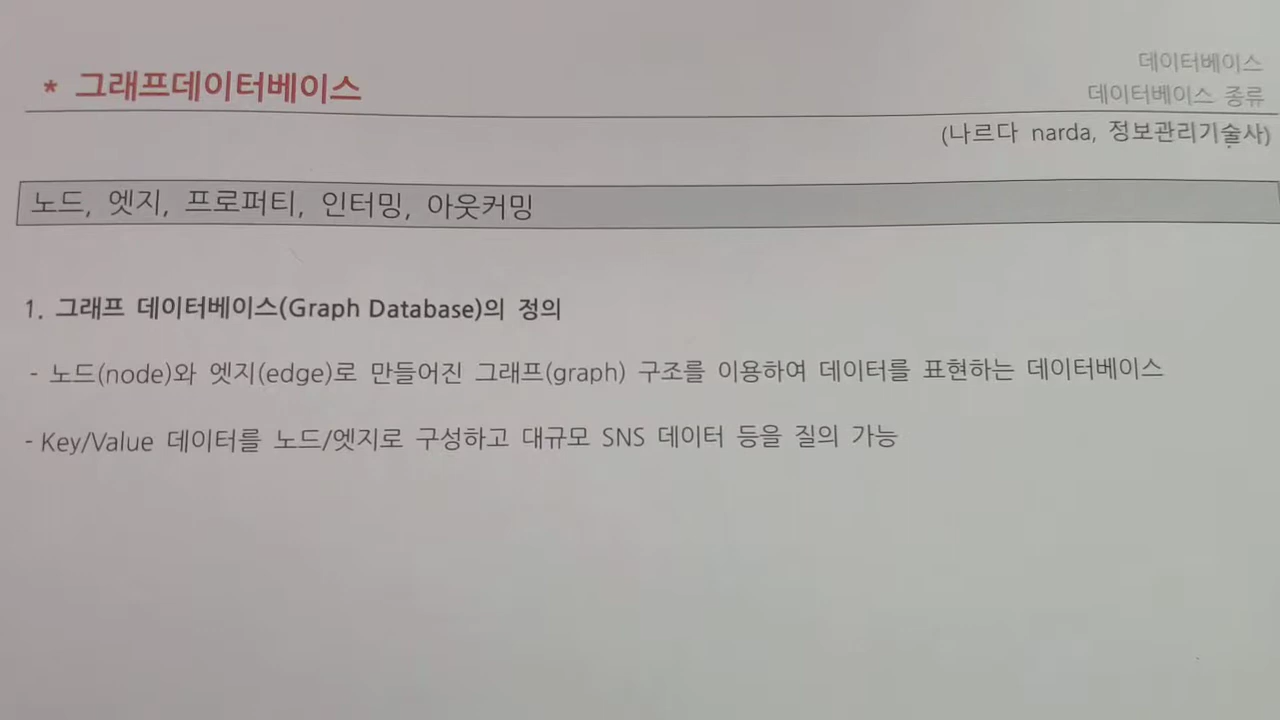 데이터베이스
* 그래프데이터베이스
데이터베이스 종류
(나르다 narda, 정보관리기술사)
노드, 엣지, 프로퍼티, 인터밍, 아웃커밍
1. 그래프 데이터베이스(Graph Database)의 정의
- 노드(node)와 엣지(edge)로 만들어진 그래프(graph) 구조를 이용하여 데이터를 표현하는 데이터베이스
- Key/Value 데이터를 노드/엣지로 구성하고 대규모 SNS 데이터 등을 질의 가능